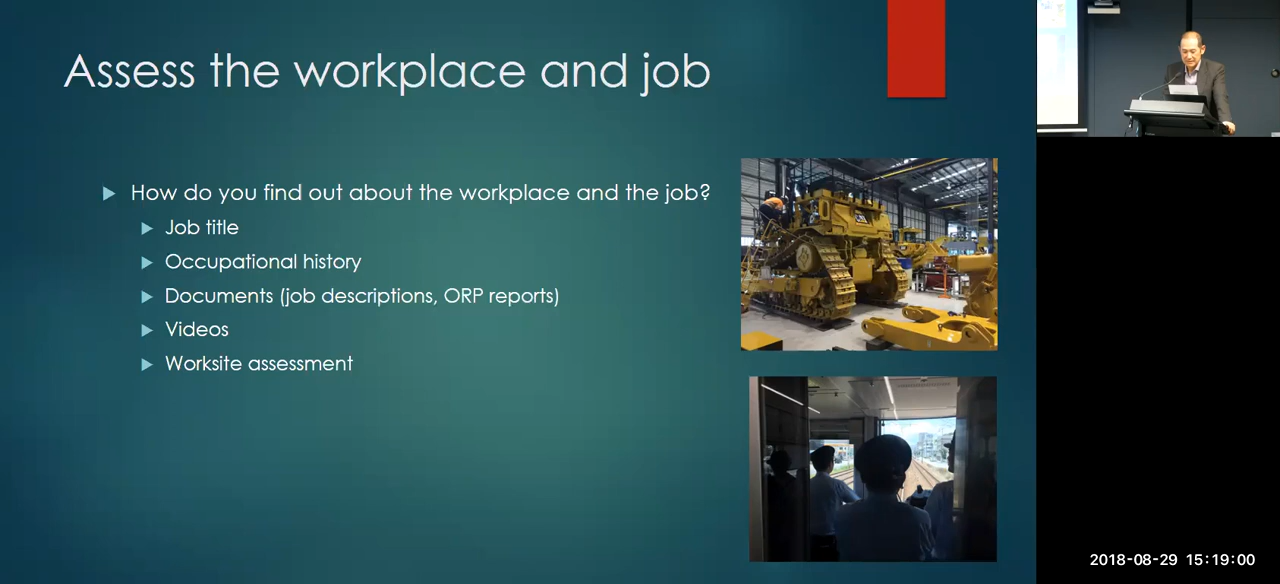 Assess the workplace and job
How do you find out about the workplace and the job?
Job title
Occupational history
Documents (job descriptions, ORP reports)
Videos
Worksite assessment
2018-08-29 15:19:00